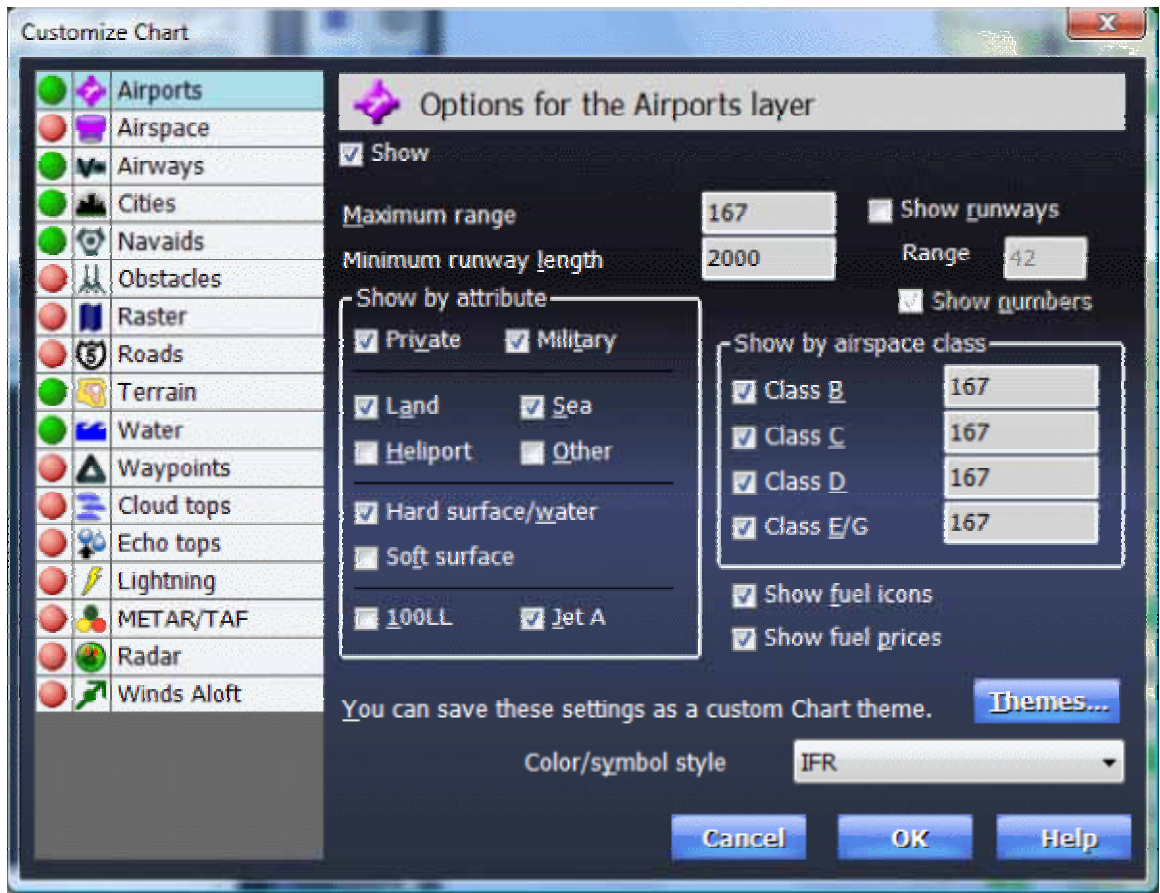 Customize Chart
Airports
Airspace
Airways
Cities
Navaids
Obstacles
Raster
Roads
Terrain
Water
Waypoints
Cloud tops
Echo tops
Lightning
METAR/TAF
Radar
Winds Aloft
Options for the Airports layer
Show
Maximum range 167
Show runways
Minimum runway length 2000
Range 42
Show numbers
Show by attribute
Private Military
Land Sea
Heliport Other
Hard surface/water
Soft surface
100LL Jet A
Show by airspace class
Class B 167
Class C 167
Class D 167
Class E/G 167
Show fuel icons
Show fuel prices
You can save these settings as a custom Chart theme. Themes...
Color/symbol style IFR
Cancel OK Help